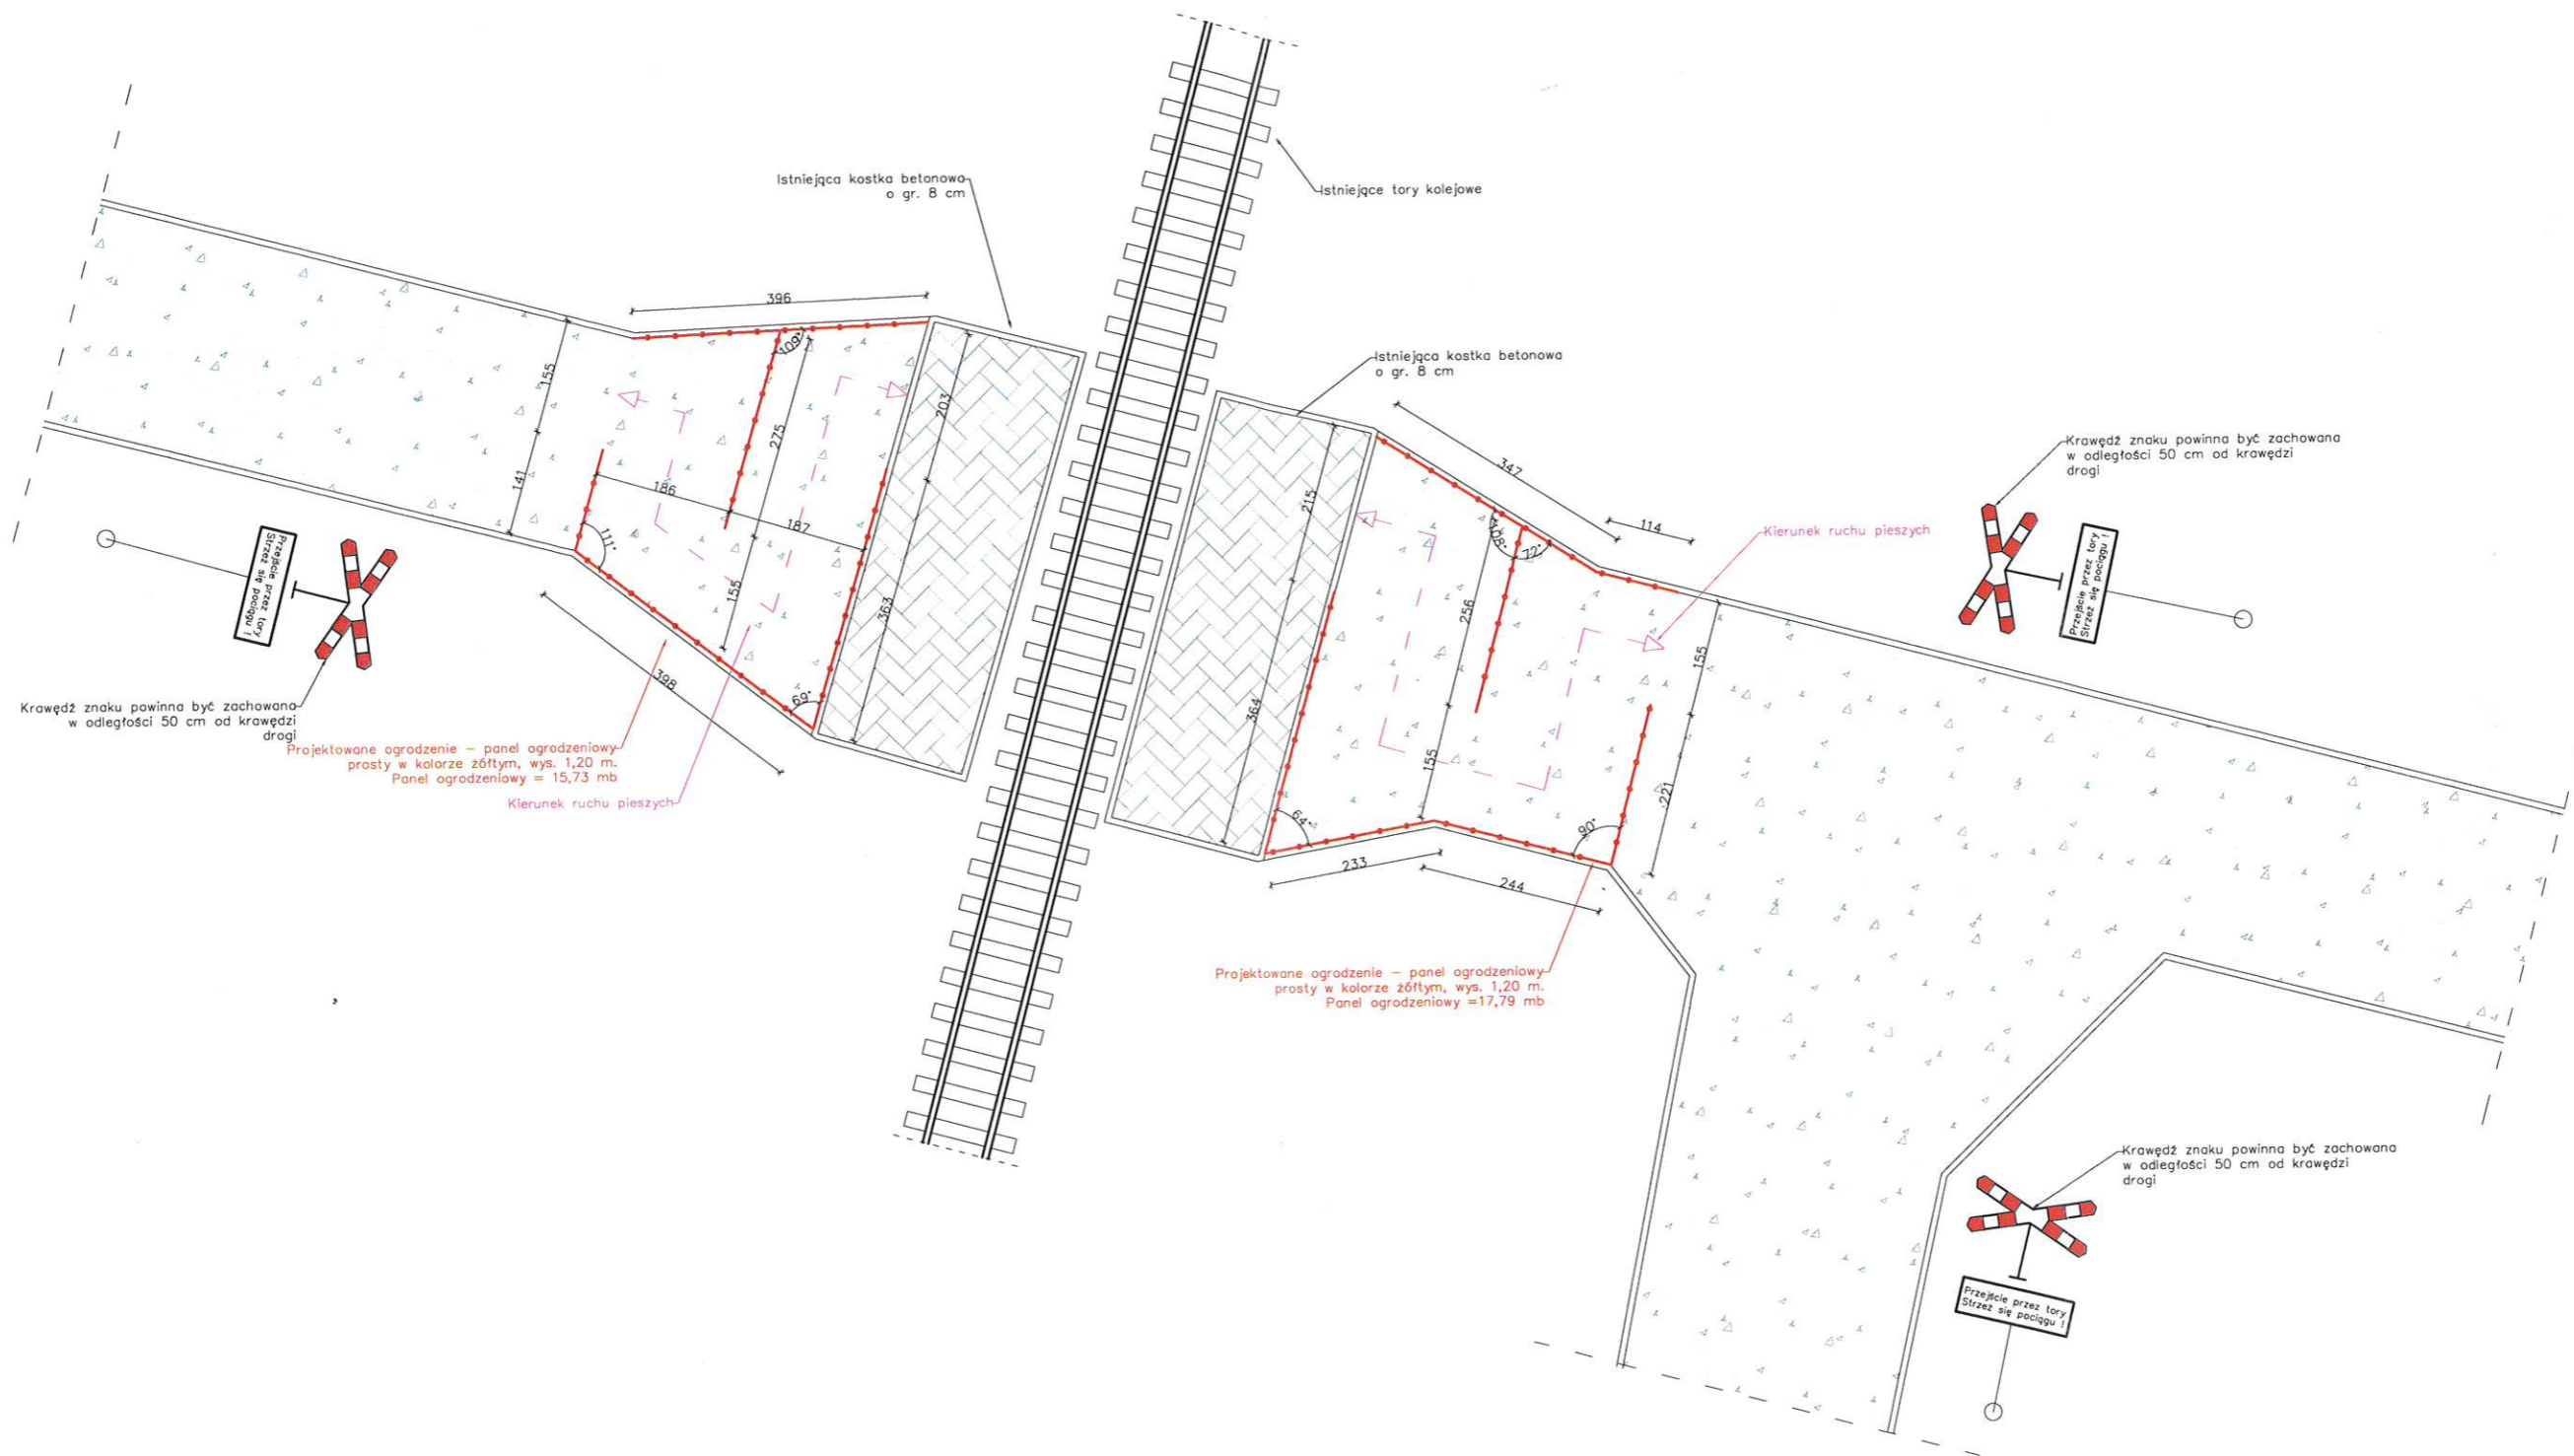 Istniejąca kostka betonowa
o gr. 8 cm
Istniejące tory kolejowe
396
109°
155
141
275
203
186
187
111°
155
363
398
69°
Przejście przez tory
Strzeż się pociągu !
Krawędź znaku powinna być zachowana
w odległości 50 cm od krawędzi
drogi
Projektowane ogrodzenie – panel ogrodzeniowy
prosty w kolorze żółtym, wys. 1,20 m.
Panel ogrodzeniowy = 15,73 mb
Kierunek ruchu pieszych
Istniejąca kostka betonowa
o gr. 8 cm
347
114
215
108°
72°
256
155
364
64°
155
221
90°
233
244
Kierunek ruchu pieszych
Krawędź znaku powinna być zachowana
w odległości 50 cm od krawędzi
drogi
Przejście przez tory
Strzeż się pociągu !
Projektowane ogrodzenie – panel ogrodzeniowy
prosty w kolorze żółtym, wys. 1,20 m.
Panel ogrodzeniowy =17,79 mb
Krawędź znaku powinna być zachowana
w odległości 50 cm od krawędzi
drogi
Przejście przez tory
Strzeż się pociągu !